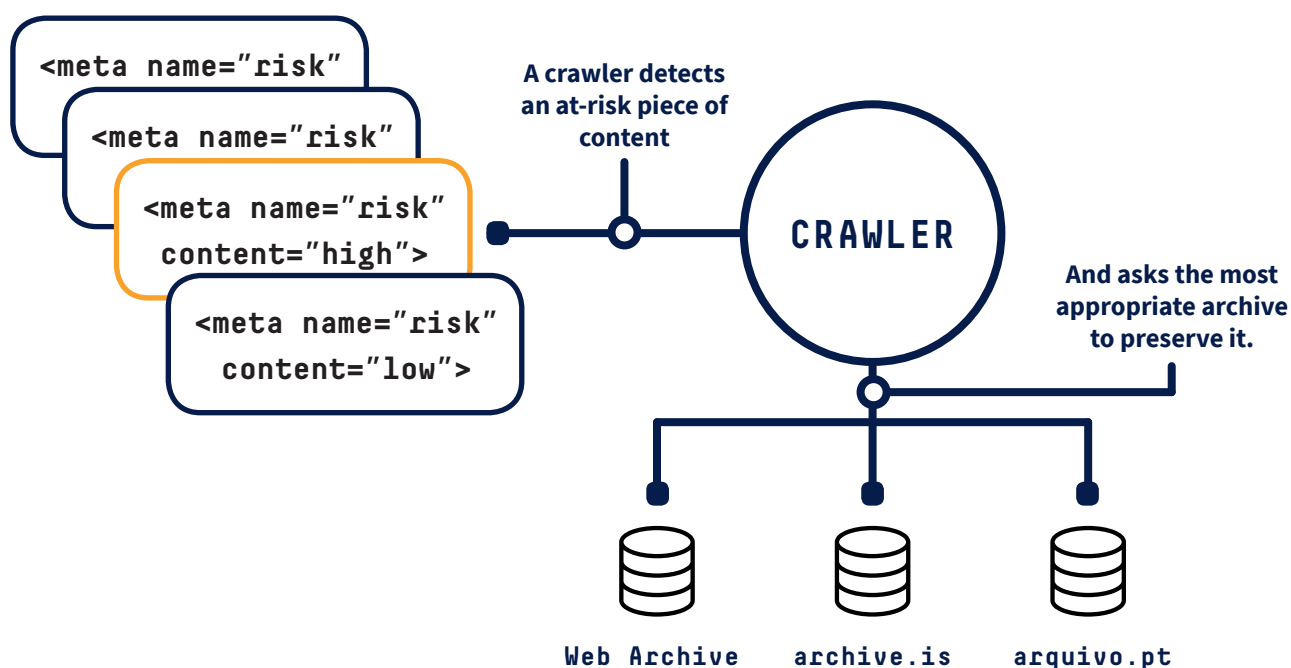 <meta name="risk"
<meta name="risk"
<meta name="risk"
content="high">
<meta name="risk"
content="low">
A crawler detects
an at-risk piece of
content
CRAWLER
And asks the most
appropriate archive
to preserve it.
Web Archive
archive.is
arquivo.pt